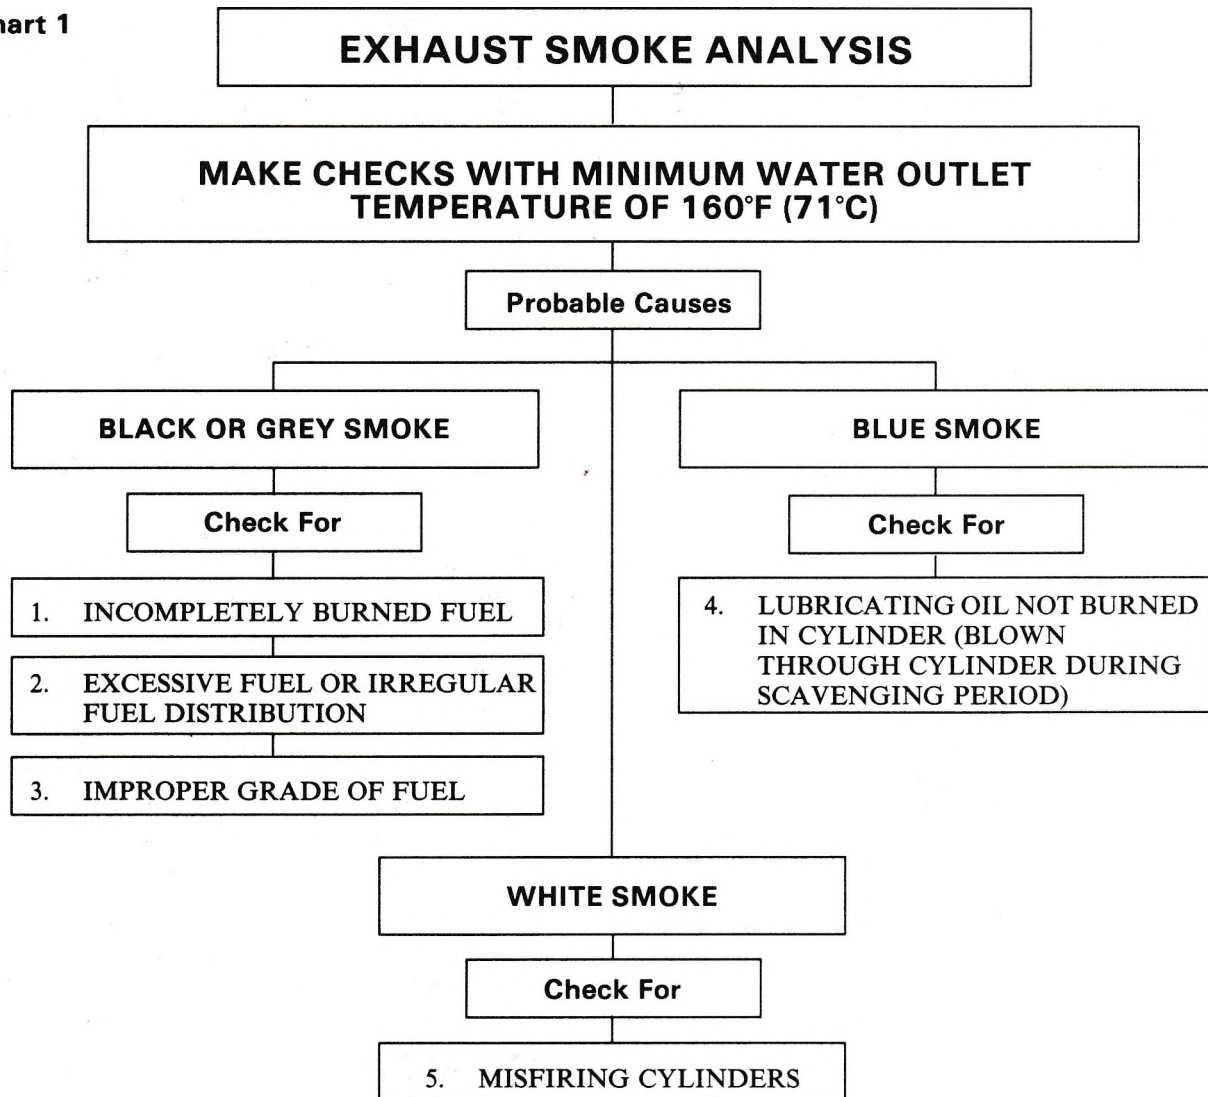 hart 1
EXHAUST SMOKE ANALYSIS
MAKE CHECKS WITH MINIMUM WATER OUTLET
TEMPERATURE OF 160°F (71°C)
Probable Causes
BLACK OR GREY SMOKE
Check For
1. INCOMPLETELY BURNED FUEL
2. EXCESSIVE FUEL OR IRREGULAR
FUEL DISTRIBUTION
3. IMPROPER GRADE OF FUEL
BLUE SMOKE
Check For
4. LUBRICATING OIL NOT BURNED
IN CYLINDER (BLOWN
THROUGH CYLINDER DURING
SCAVENGING PERIOD)
WHITE SMOKE
Check For
5. MISFIRING CYLINDERS